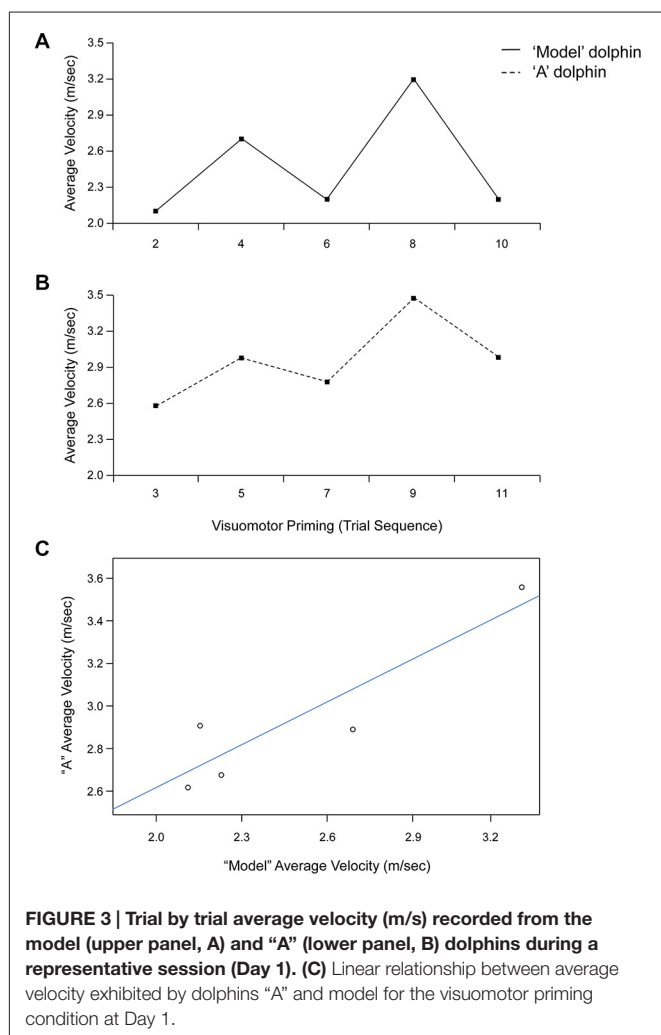 A
Average Velocity (m/sec)
3.5
3.2
2.6
2.3
2.0
2
4
6
8
10
'Model' dolphin
'A' dolphin
B
Average Velocity (m/sec)
3.5
3.2
2.9
2.6
2.3
2.0
3
5
7
9
11
Visuomotor Priming (Trial Sequence)
C
"A" Average Velocity (m/sec)
3.6
3.4
3.2
3.0
2.8
2.6
2.0
2.3
2.6
2.9
3.2
"Model" Average Velocity (m/sec)
FIGURE 3 | Trial by trial average velocity (m/s) recorded from the
model (upper panel, A) and “A” (lower panel, B) dolphins during a
representative session (Day 1). (C) Linear relationship between average
velocity exhibited by dolphins “A” and model for the visuomotor priming
condition at Day 1.